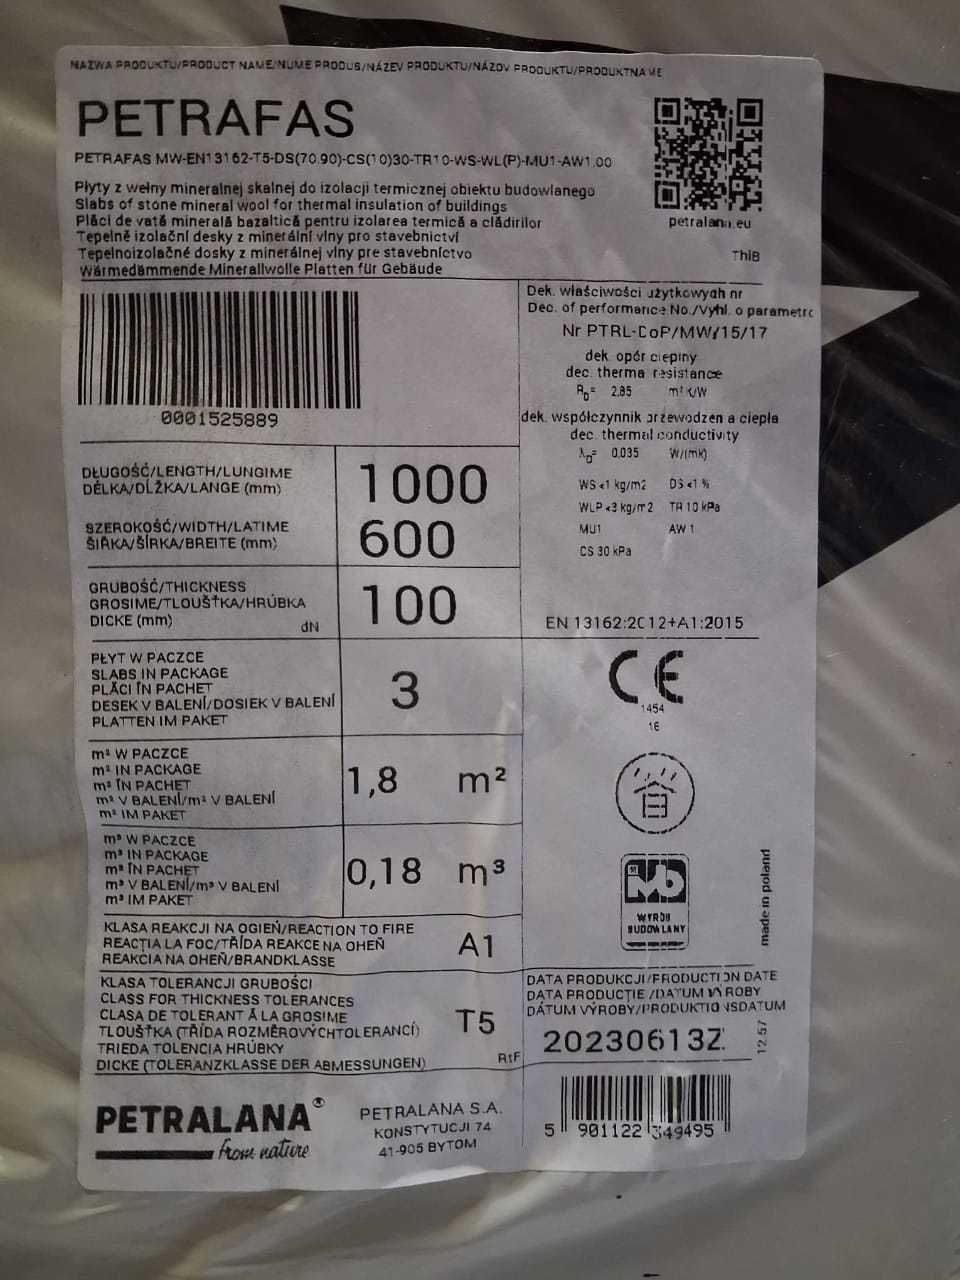 NAZWA PRODUKTU/PRODUCT NAME/NUME PRODUS/NÁZEV PRODUKTU/NÁZOV PRODUKTU/PRODUKTNAME
PETRAFAS
PETRAFAS MW-EN13162-T5-DS(70,90)-CS(10)30-TR10-WS-WL(P)-MU1-AW1,00
Płyty z wełny mineralnej skalnej do izolacji termicznej obiektu budowlanego
Slabs of stone mineral wool for thermal insulation of buildings
Plăci de vată minerală bazaltică pentru izolarea termică a clădirilor
Tepelně izolační desky z minerální vlny pro stavebnictví
Tepelnoizolačné dosky z minerálnej vlny pre stavebnictvo
Wärmedämmende Minerallwolle Platten für Gebäude
petralana.eu
ThIB
0001525889
Dek. właściwości użytkowych nr
Dec. of performance No./Vyhl. o parametrc
Nr PTRL-DoP/MW/15/17
dek. opór cieplny
dec. thermal resistance
RD= 2,85 m² K/W
dek. współczynnik przewodzenia ciepła
dec. thermal conductivity
λD= 0,035 W/(mk)
WS <1 kg/m2 DS <1 %
WLP <3 kg/m2 TR 10 kPa
MU1 AW 1
CS 30 kPa
EN 13162:2012+A1:2015
CE
1454
16
DŁUGOŚĆ/LENGTH/LUNGIME
DÉLKA/DĹŽKA/LANGE (mm)
1000
SZEROKOŚĆ/WIDTH/LATIME
ŠIŘKA/ŠÍRKA/BREITE (mm)
600
GRUBOŚĆ/THICKNESS
GROSIME/TLOUŠŤKA/HRÚBKA
DICKE (mm)
dN
100
PŁYT W PACZCE
SLABS IN PACKAGE
PLĂCI ÎN PACHET
DESEK V BALENÍ/DOSIEK V BALENÍ
PLATTEN IM PAKET
3
m² W PACZCE
m² IN PACKAGE
m² ÎN PACHET
m² V BALENÍ/m² V BALENÍ
m² IM PAKET
1,8 m²
m³ W PACZCE
m³ IN PACKAGE
m³ ÎN PACHET
m³ V BALENÍ/m³ V BALENÍ
m³ IM PAKET
0,18 m³
KLASA REAKCJI NA OGIEŃ/REACTION TO FIRE
REACȚIA LA FOC/TŘÍDA REAKCE NA OHEŇ
REAKCIA NA OHEŇ/BRANDKLASSE
A1
KLASA TOLERANCJI GRUBOŚCI
CLASS FOR THICKNESS TOLERANCES
CLASA DE TOLERANT Ă LA GROSIME
TLOUŠŤKA (TŘÍDA ROZMĚROVÝCHTOLERANCÍ)
TRIEDA TOLENCIA HRÚBKY
DICKE (TOLERANZKLASSE DER ABMESSUNGEN)
T5
RtF
Mb
WYRÓB
BUDOWLANY
made in poland
DATA PRODUKCJI/PRODUCTION DATE
DATA PRODUCȚIE /DATUM VÝROBY
DÁTUM VÝROBY/PRODUKTIONSDATUM
20230613Z
12:57
PETRALANA®
from nature
PETRALANA S.A.
KONSTYTUCJI 74
41-905 BYTOM
5 901122 349495